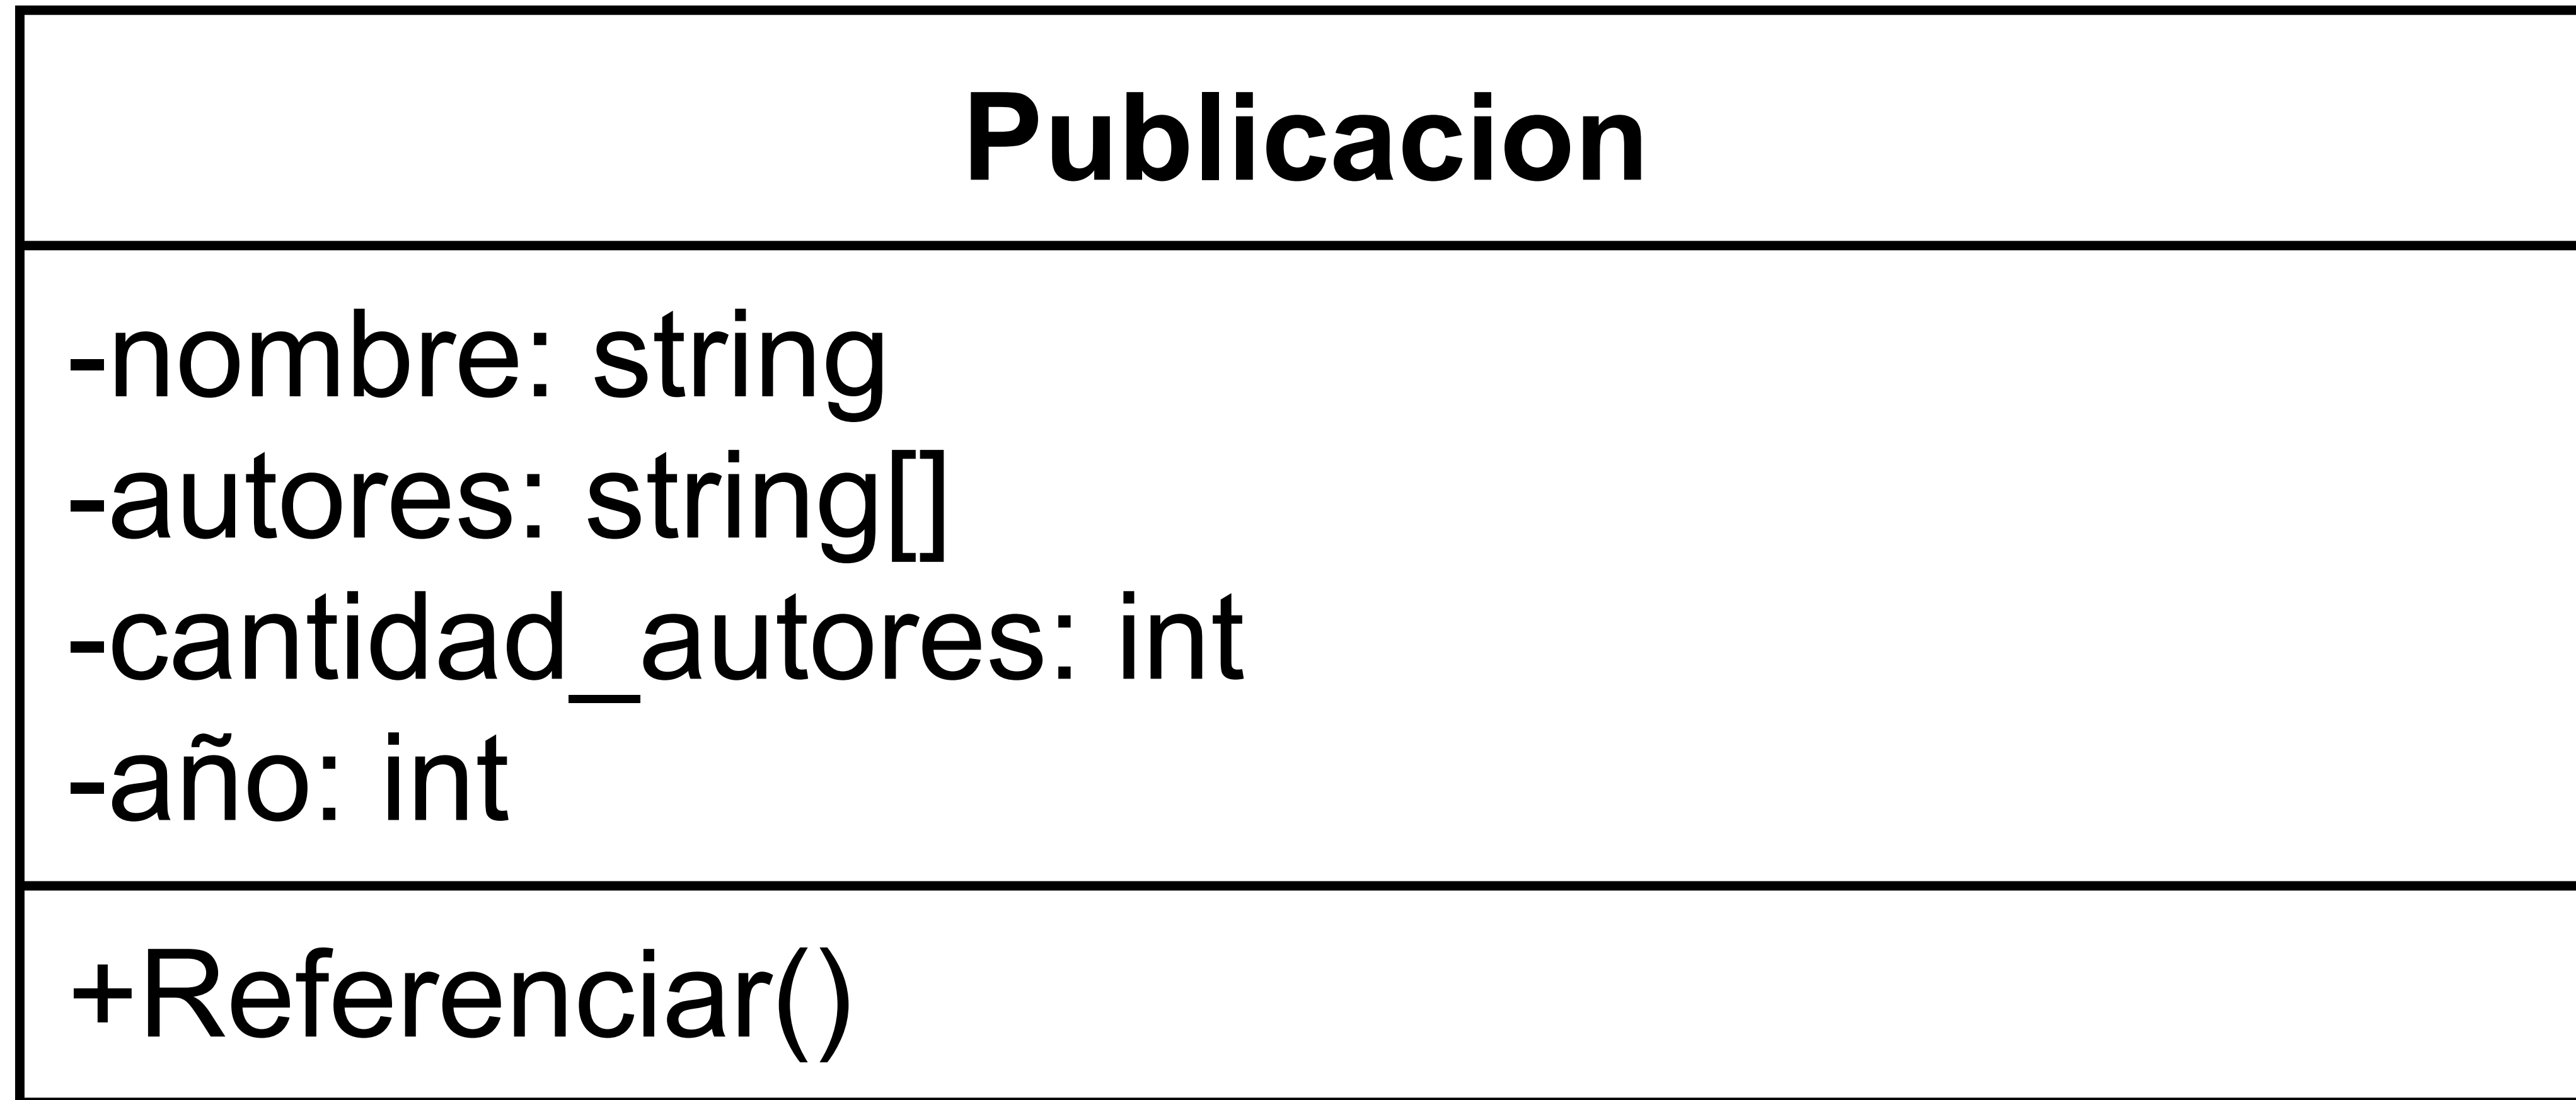 Publicacion
-nombre: string
-autores: string[]
-cantidad_autores: int
-año: int
+Referenciar()